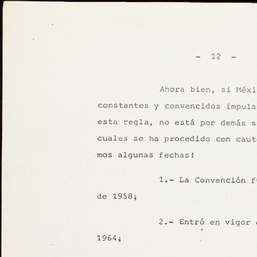 - 12 -
Ahora bien, si Méxi
constantes y convencidos impuls
esta regla, no está por demás s
cuales se ha procedido con caut
mos algunas fechas!
1.- La Convención f
de 1958;
2.- Entró en vigor
1964;